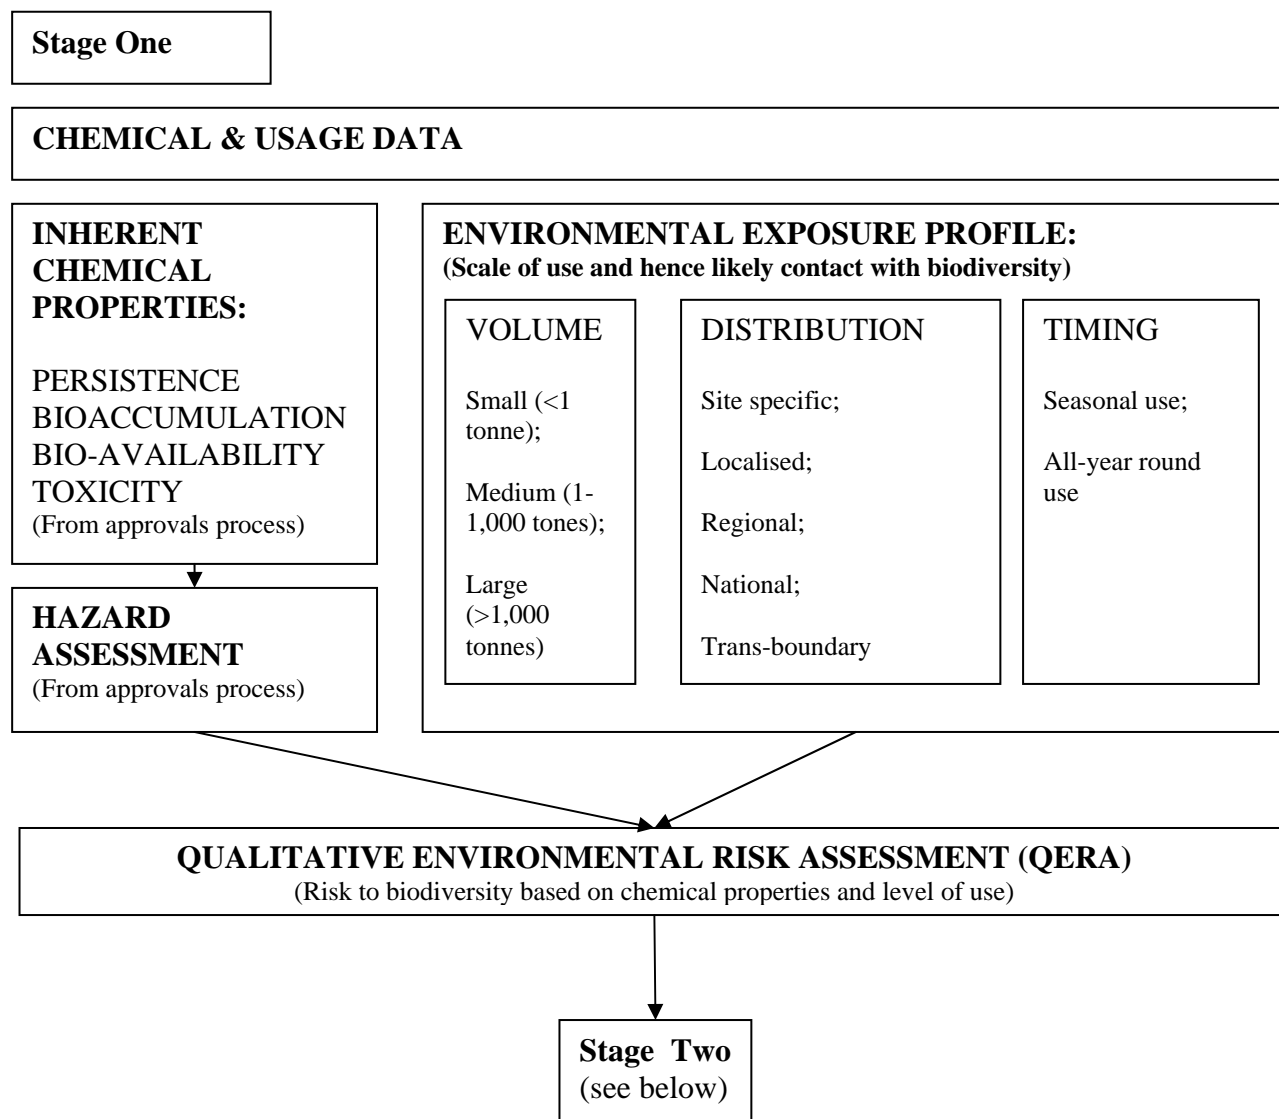 Stage One
CHEMICAL & USAGE DATA
INHERENT
CHEMICAL
PROPERTIES:
PERSISTENCE
BIOACCUMULATION
BIO-AVAILABILITY
TOXICITY
(From approvals process)
HAZARD
ASSESSMENT
(From approvals process)
ENVIRONMENTAL EXPOSURE PROFILE:
(Scale of use and hence likely contact with biodiversity)
VOLUME
Small (<1
tonne);
Medium (1-
1,000 tones);
Large
(>1,000
tonnes)
DISTRIBUTION
Site specific;
Localised;
Regional;
National;
Trans-boundary
TIMING
Seasonal use;
All-year round
use
QUALITATIVE ENVIRONMENTAL RISK ASSESSMENT (QERA)
(Risk to biodiversity based on chemical properties and level of use)
Stage  Two
(see below)